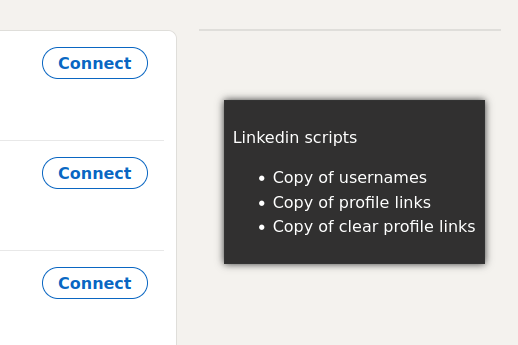 Connect
Connect
Connect
Linkedin scripts
• Copy of usernames
• Copy of profile links
• Copy of clear profile links